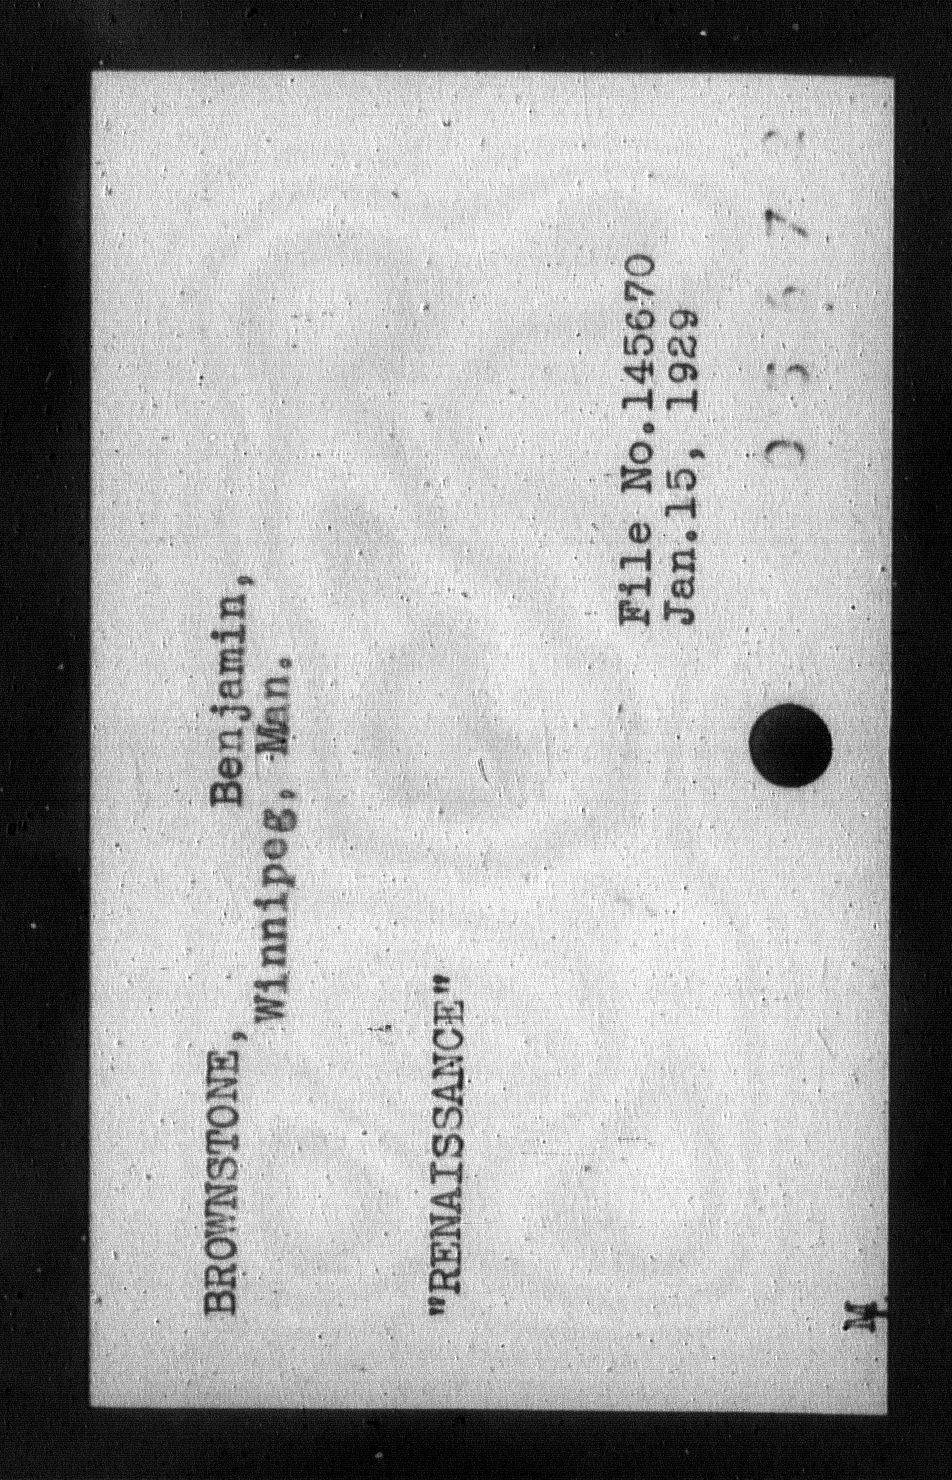 BROWNSTONE, Benjamin,
Winnipeg, Man.
"RENAISSANCE"
File No.145670
Jan.15, 1929
M